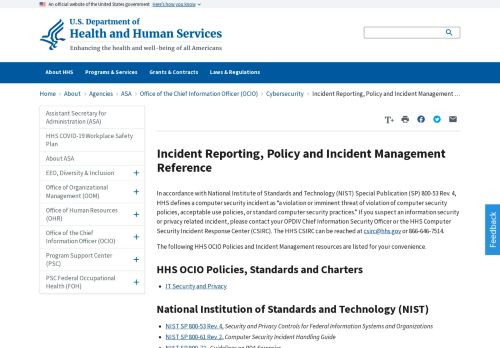 An official website of the United States government Here's how you know
U.S. Department of
Health and Human Services
Enhancing the health and well-being of all Americans
About HHS Programs & Services Grants & Contracts Laws & Regulations
Home › About › Agencies › ASA › Office of the Chief Information Officer (OCIO) › Cybersecurity › Incident Reporting, Policy and Incident Management …
Assistant Secretary for
Administration (ASA)
HHS COVID-19 Workplace Safety
Plan
About ASA
EEO, Diversity & Inclusion +
Office of Organizational
Management (OOM) +
Office of Human Resources
(OHR) +
Office of the Chief
Information Officer (OCIO) +
Program Support Center
(PSC) +
PSC Federal Occupational
Health (FOH) +
T+
Incident Reporting, Policy and Incident Management
Reference
In accordance with National Institute of Standards and Technology (NIST) Special Publication (SP) 800-53 Rev. 4,
HHS defines a computer security incident as “a violation or imminent threat of violation of computer security
policies, acceptable use policies, or standard computer security practices.” If you suspect an information security
or privacy related incident, please contact your OPDIV Chief Information Security Officer or the HHS Computer
Security Incident Response Center (CSIRC). The HHS CSIRC can be reached at csirc@hhs.gov or 866-646-7514.
The following HHS OCIO Policies and Incident Management resources are listed for your convenience.
HHS OCIO Policies, Standards and Charters
• IT Security and Privacy
National Institution of Standards and Technology (NIST)
• NIST SP 800-53 Rev. 4, Security and Privacy Controls for Federal Information Systems and Organizations
• NIST SP 800-61 Rev. 2, Computer Security Incident Handling Guide
• NIST SP 800-72, Guidelines on PDA Forensics
Feedback